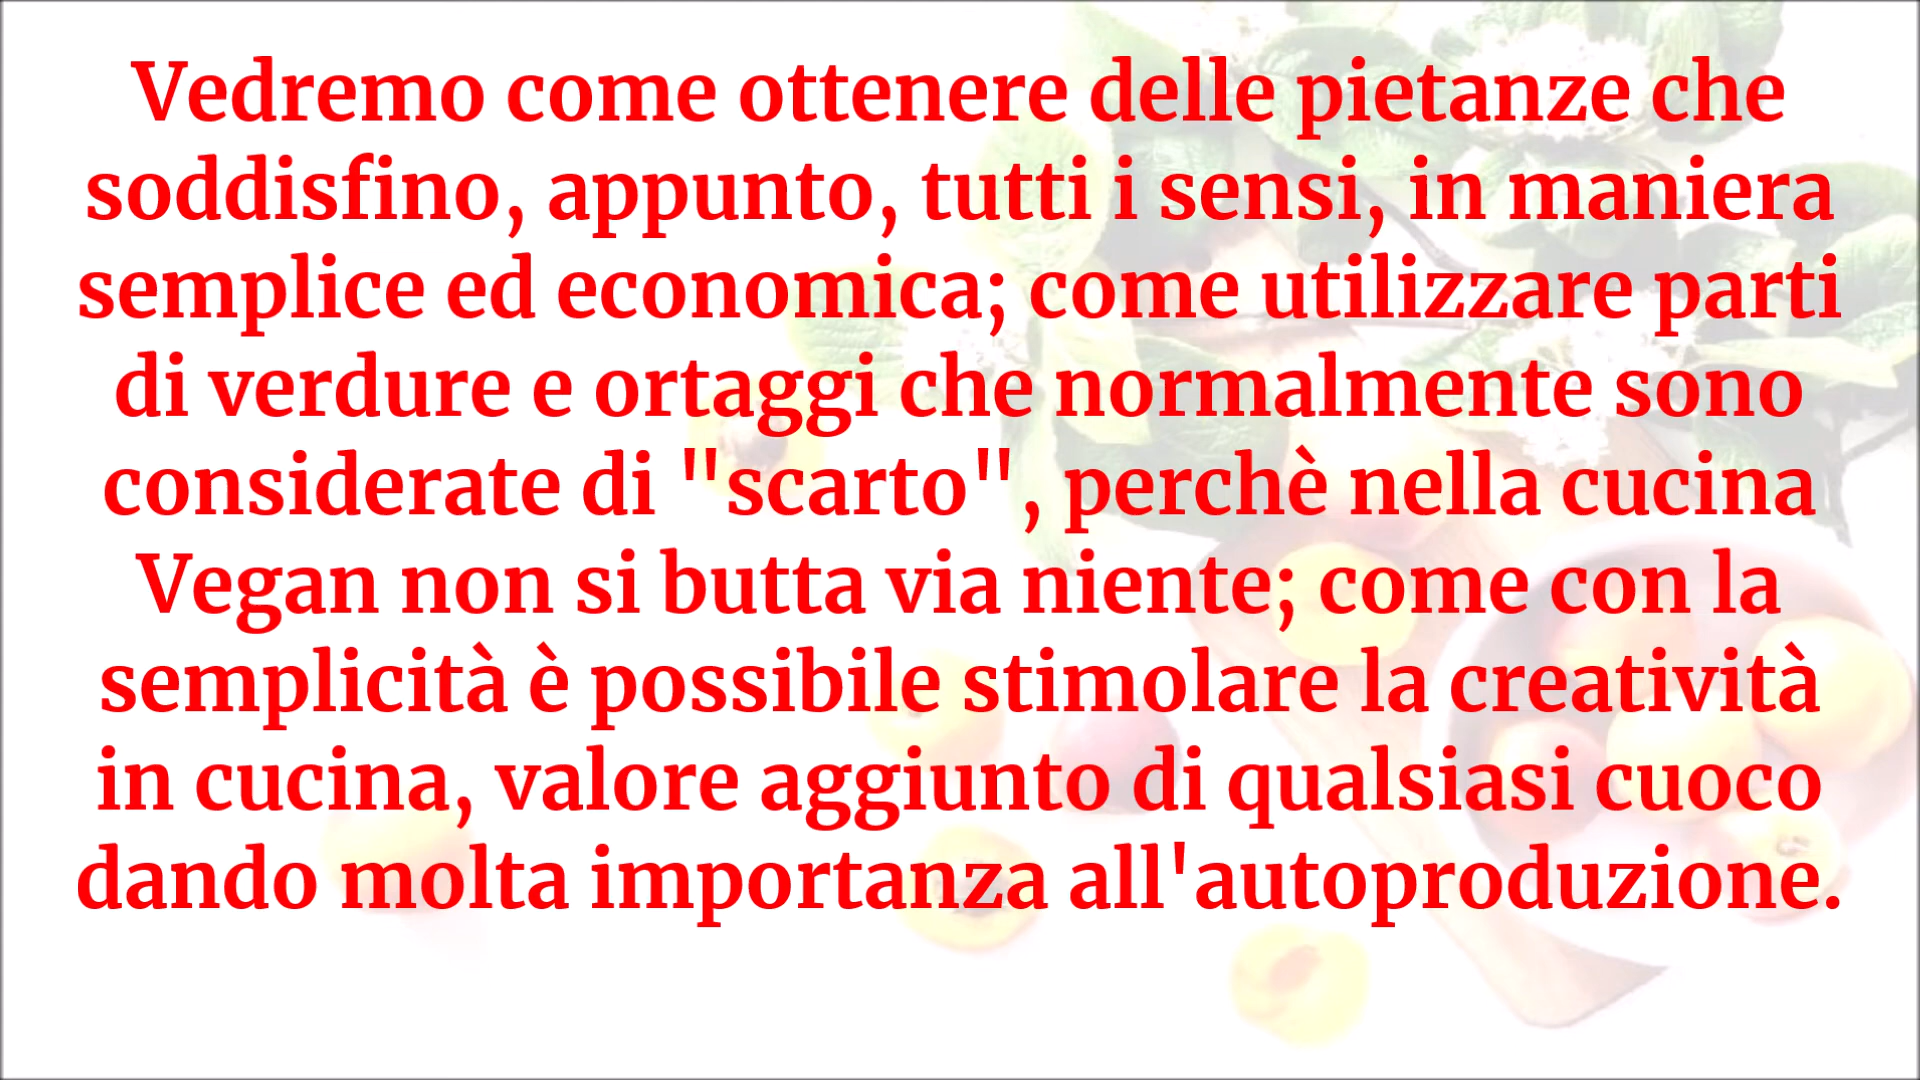 Vedremo come ottenere delle pietanze che
soddisfino, appunto, tutti i sensi, in maniera
semplice ed economica; come utilizzare parti
di verdure e ortaggi che normalmente sono
considerate di "scarto", perchè nella cucina
Vegan non si butta via niente; come con la
semplicità è possibile stimolare la creatività
in cucina, valore aggiunto di qualsiasi cuoco
dando molta importanza all'autoproduzione.